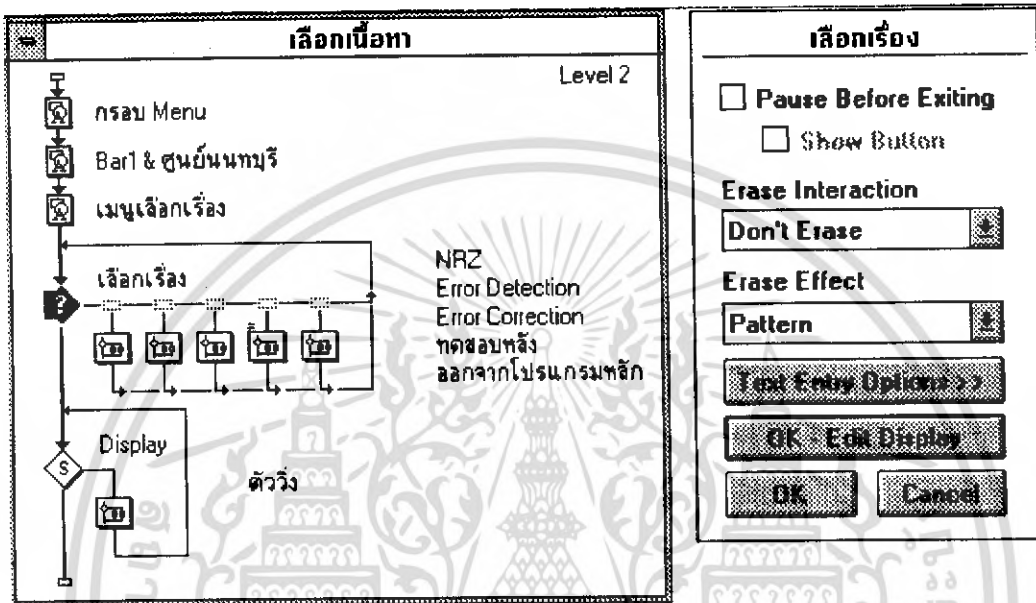 เลือกเนื้อหา
Level 2
กรอบ Menu
Bar1 & ศูนย์นนทบุรี
เมนูเลือกเรื่อง
เลือกเรื่อง
?
NRZ
Error Detection
Error Correction
ทดสอบหลัง
ออกจากโปรแกรมหลัก
Display
S
ตัววิ่ง
เลือกเรื่อง
Pause Before Exiting
Show Button
Erase Interaction
Don't Erase
Erase Effect
Pattern
Text Entry Options >>
OK - Edit Display
OK
Cancel